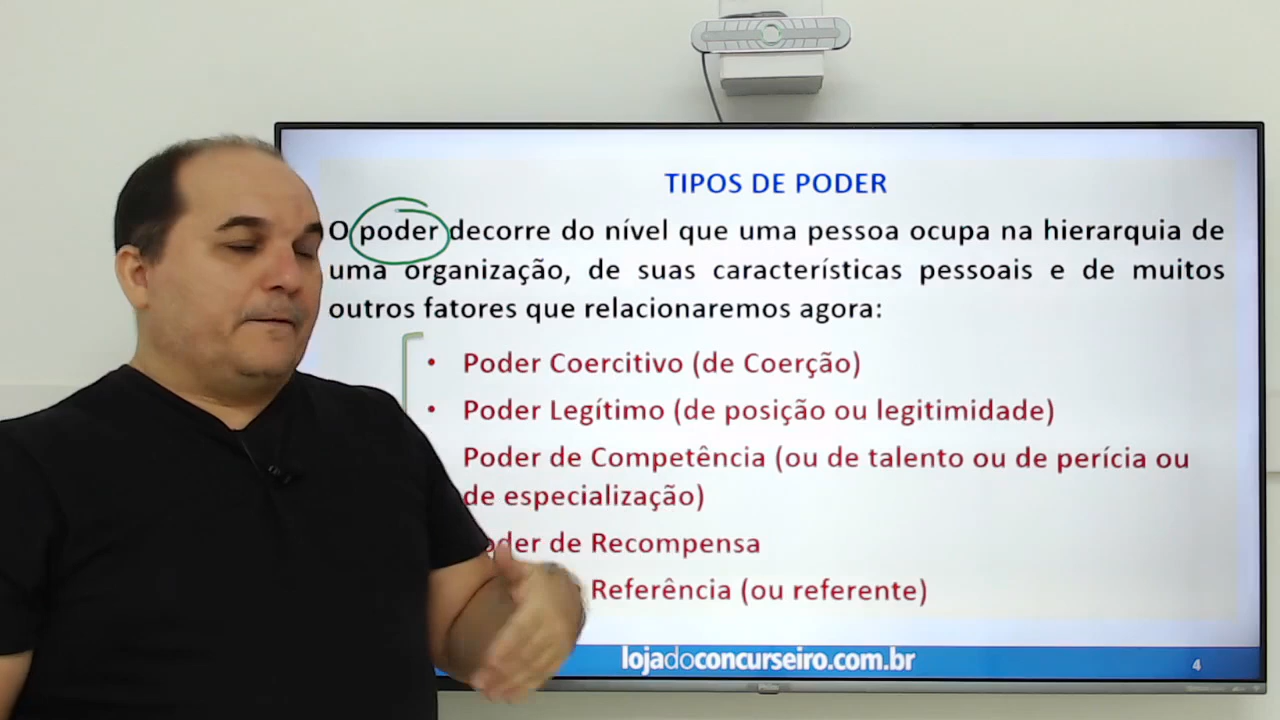 TIPOS DE PODER
O poder decorre do nível que uma pessoa ocupa na hierarquia de
uma organização, de suas características pessoais e de muitos
outros fatores que relacionaremos agora:
• Poder Coercitivo (de Coerção)
• Poder Legítimo (de posição ou legitimidade)
Poder de Competência (ou de talento ou de perícia ou
de especialização)
oder de Recompensa
Referência (ou referente)
lojadoconcurseiro.com.br
4